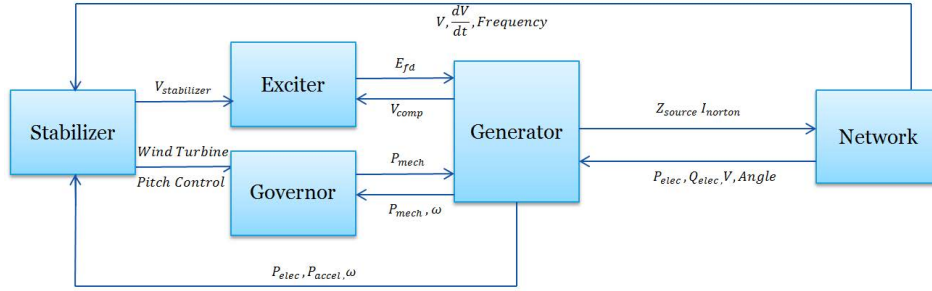 V, dV/dt, Frequency
E_fd
Exciter
V_stabilizer
V_comp
Z_source I_norton
Stabilizer
Generator
Network
Wind Turbine
P_mech
Pitch Control
Governor
P_elec, Q_elec, V, Angle
P_mech, ω
P_elec, P_accel, ω